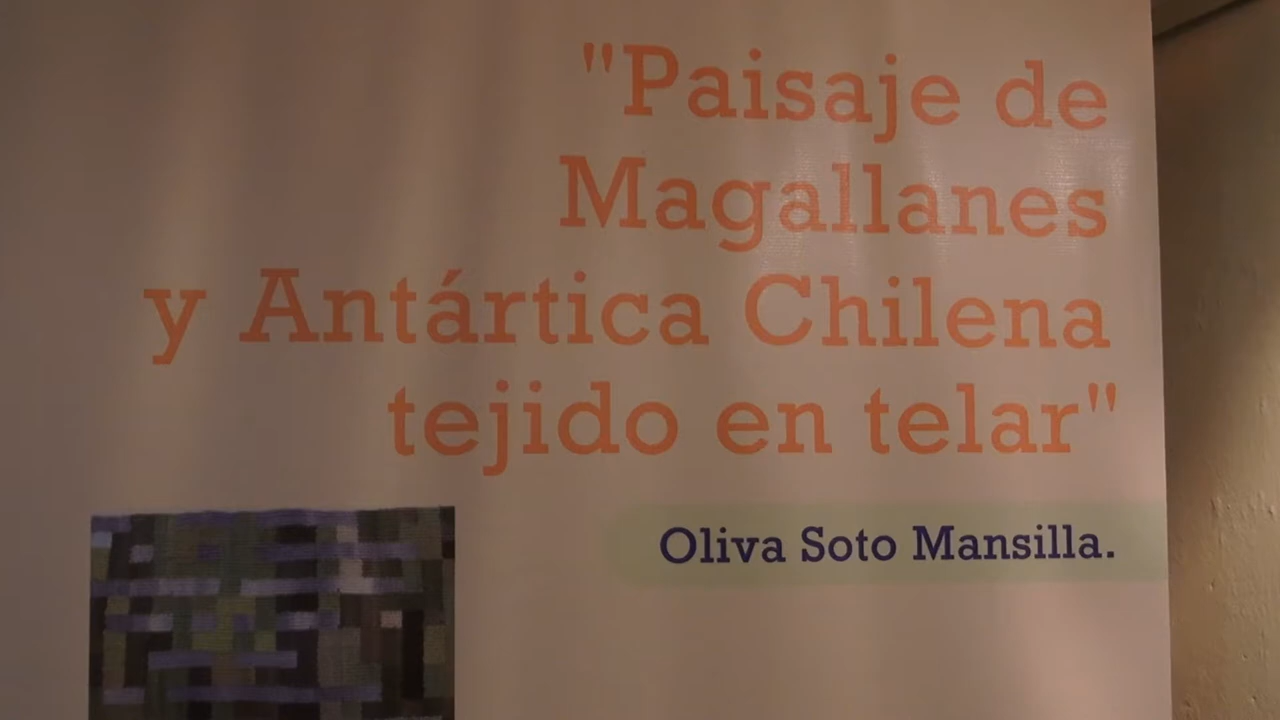 "Paisaje de
Magallanes
y Antártica Chilena
tejido en telar"
Oliva Soto Mansilla.